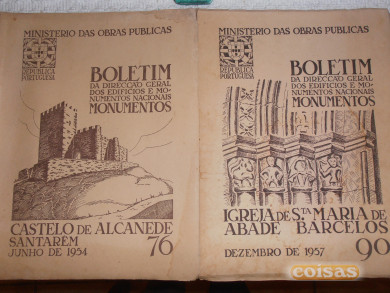 MINISTERIO DAS OBRAS PUBLICAS
REPUBLICA
PORTUGUESA
BOLETIM
DA DIRECÇÃO GERAL
DOS EDIFICIOS E MO-
NUMENTOS NACIONAIS
MONUMENTOS
CASTELO DE ALCANEDE
SANTARÉM
JUNHO DE 1954
76
MINISTERIO DAS OBRAS PUBLICAS
REPUBLICA
PORTUGUESA
BOLETIM
DA DIRECÇÃO GERAL
DOS EDIFICIOS E MO-
NUMENTOS NACIONAIS
MONUMENTOS
IGREJA DE STA MARIA DE
ABADE BARCELOS
DEZEMBRO DE 1957
90
coisas